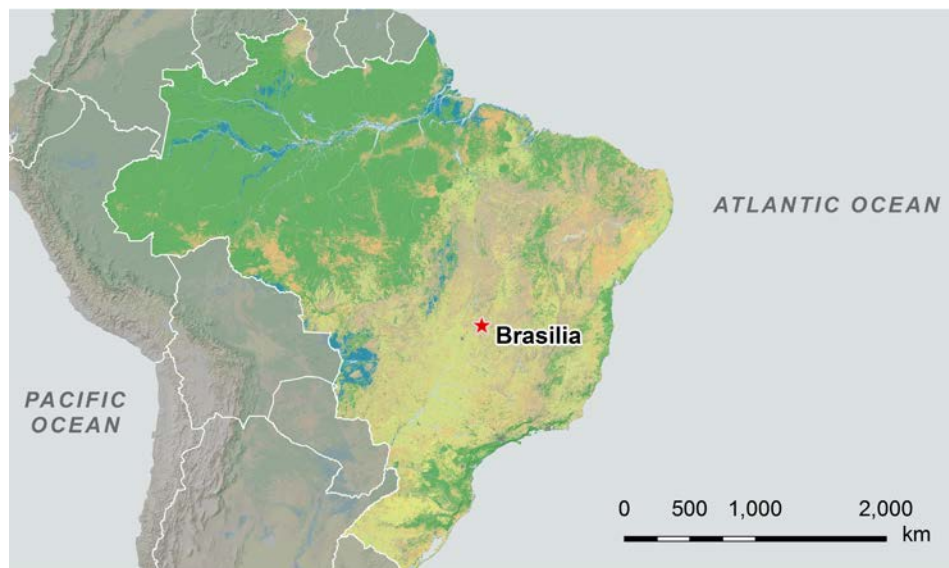 ATLANTIC OCEAN
Brasilia
PACIFIC
OCEAN
0 500 1,000 2,000
km